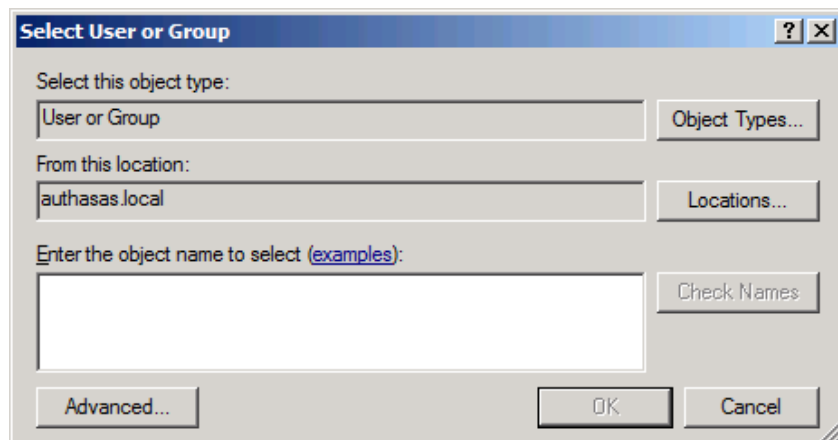 Select User or Group
Select this object type:
User or Group
Object Types...
From this location:
authasas.local
Locations...
Enter the object name to select (examples):
Check Names
Advanced...
OK
Cancel